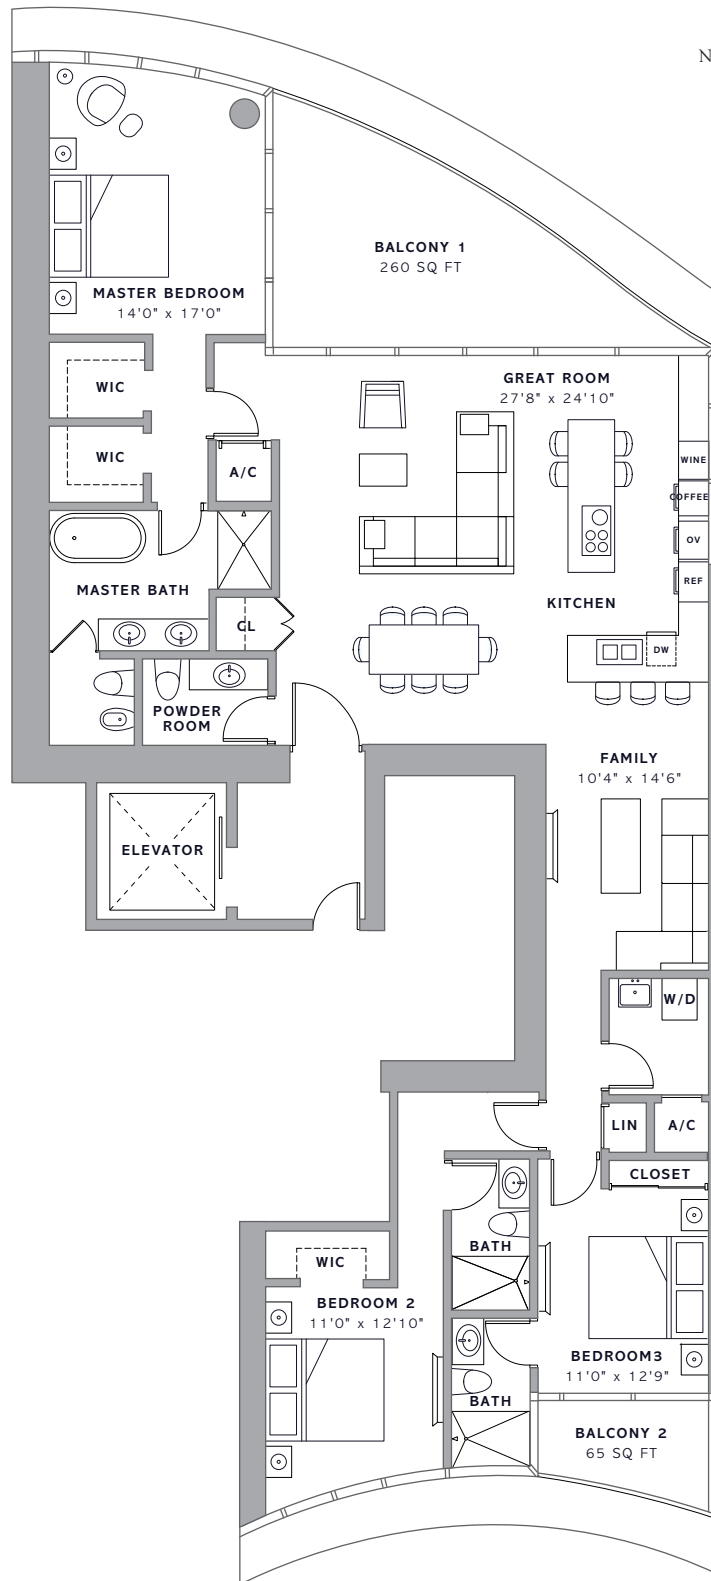 N
BALCONY 1
260 SQ FT
MASTER BEDROOM
14'0" x 17'0"
GREAT ROOM
27'8" x 24'10"
WIC
WIC
A/C
WINE
COFFEE
OV
REF
MASTER BATH
KITCHEN
CL
DW
POWDER
ROOM
FAMILY
10'4" x 14'6"
ELEVATOR
W/D
LIN
A/C
CLOSET
BATH
WIC
BEDROOM 2
11'0" x 12'10"
BEDROOM3
11'0" x 12'9"
BATH
BALCONY 2
65 SQ FT